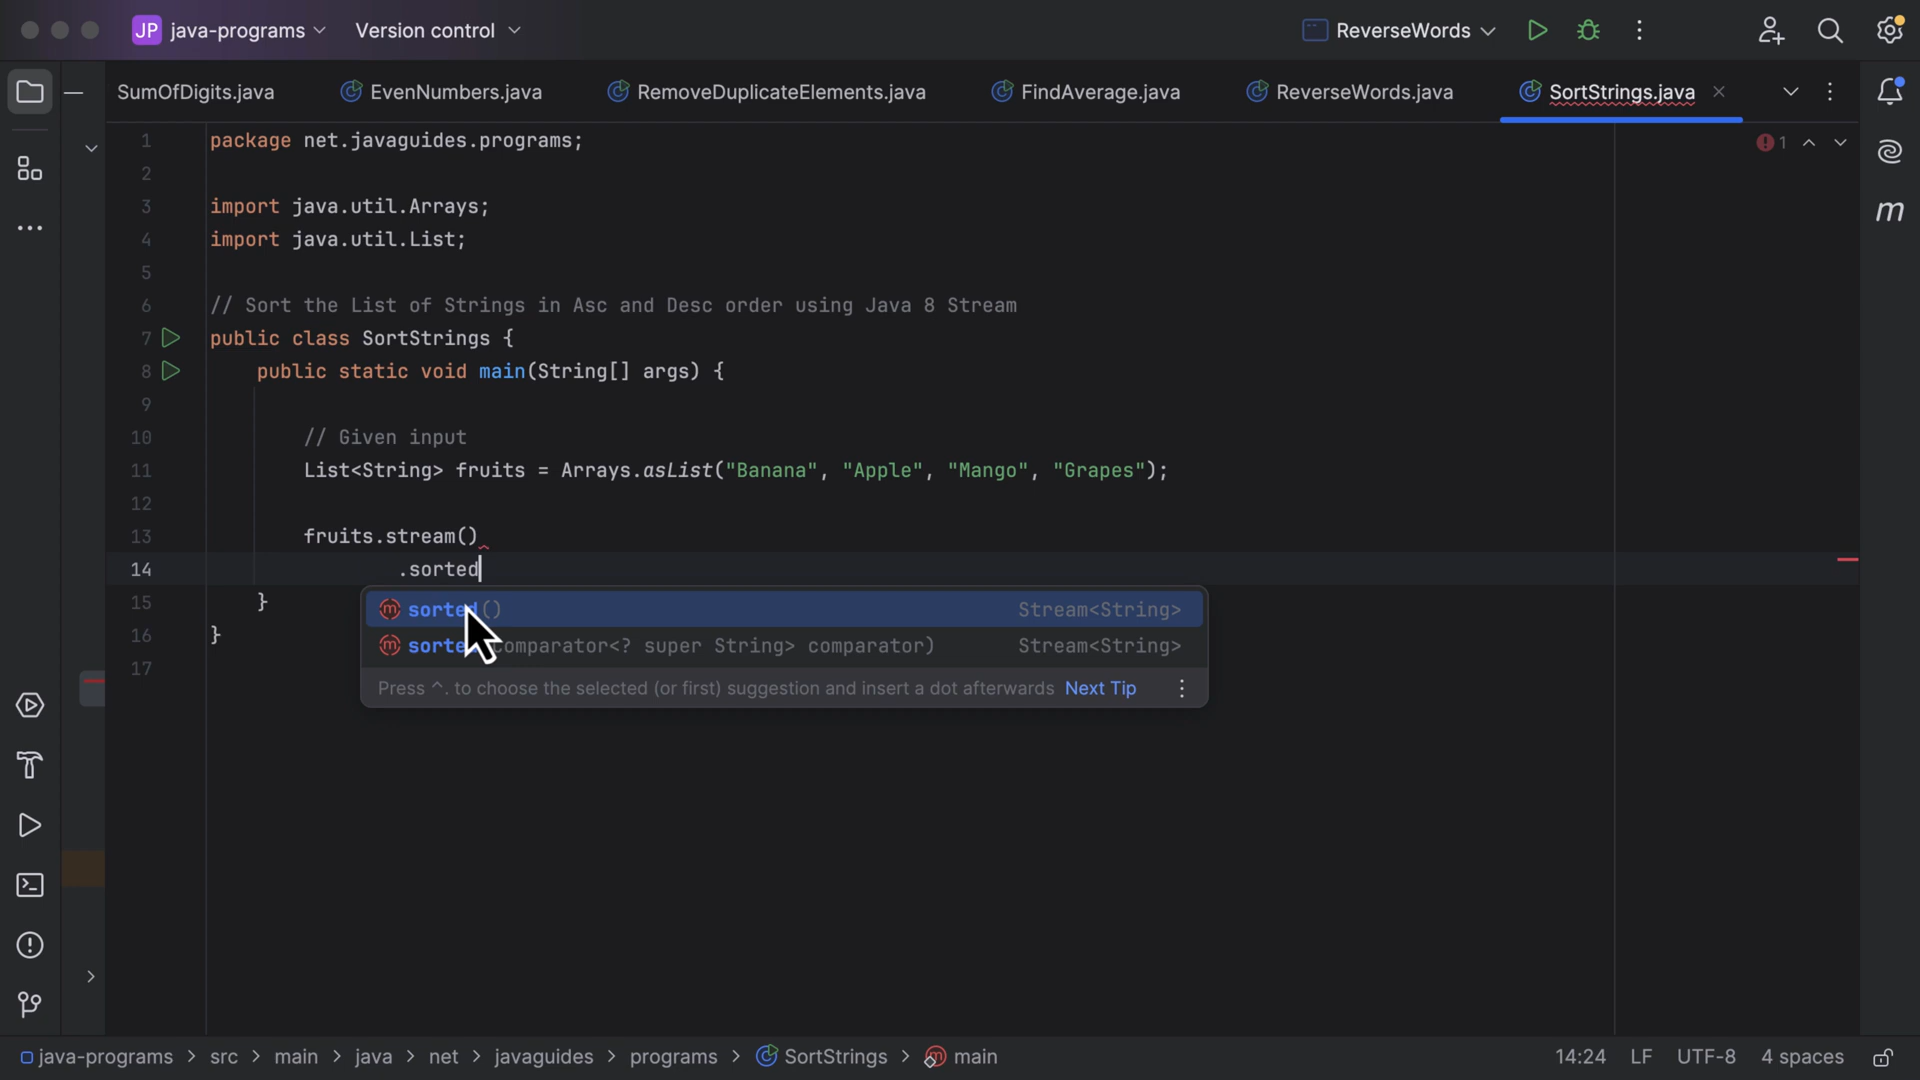 JP java-programs Version control ReverseWords
SumOfDigits.java EvenNumbers.java RemoveDuplicateElements.java FindAverage.java ReverseWords.java SortStrings.java
1 package net.javaguides.programs; 1
2
3 import java.util.Arrays; m
4 import java.util.List;
5
6 // Sort the List of Strings in Asc and Desc order using Java 8 Stream
7 public class SortStrings {
8 public static void main(String[] args) {
9
10 // Given input
11 List<String> fruits = Arrays.asList("Banana", "Apple", "Mango", "Grapes");
12
13 fruits.stream()
14 .sorted
15 }
m sorted() Stream<String>
16 }
m sorte comparator<? super String> comparator) Stream<String>
17
Press ^. to choose the selected (or first) suggestion and insert a dot afterwards Next Tip
java-programs > src > main > java > net > javaguides > programs > SortStrings > m main 14:24 LF UTF-8 4 spaces